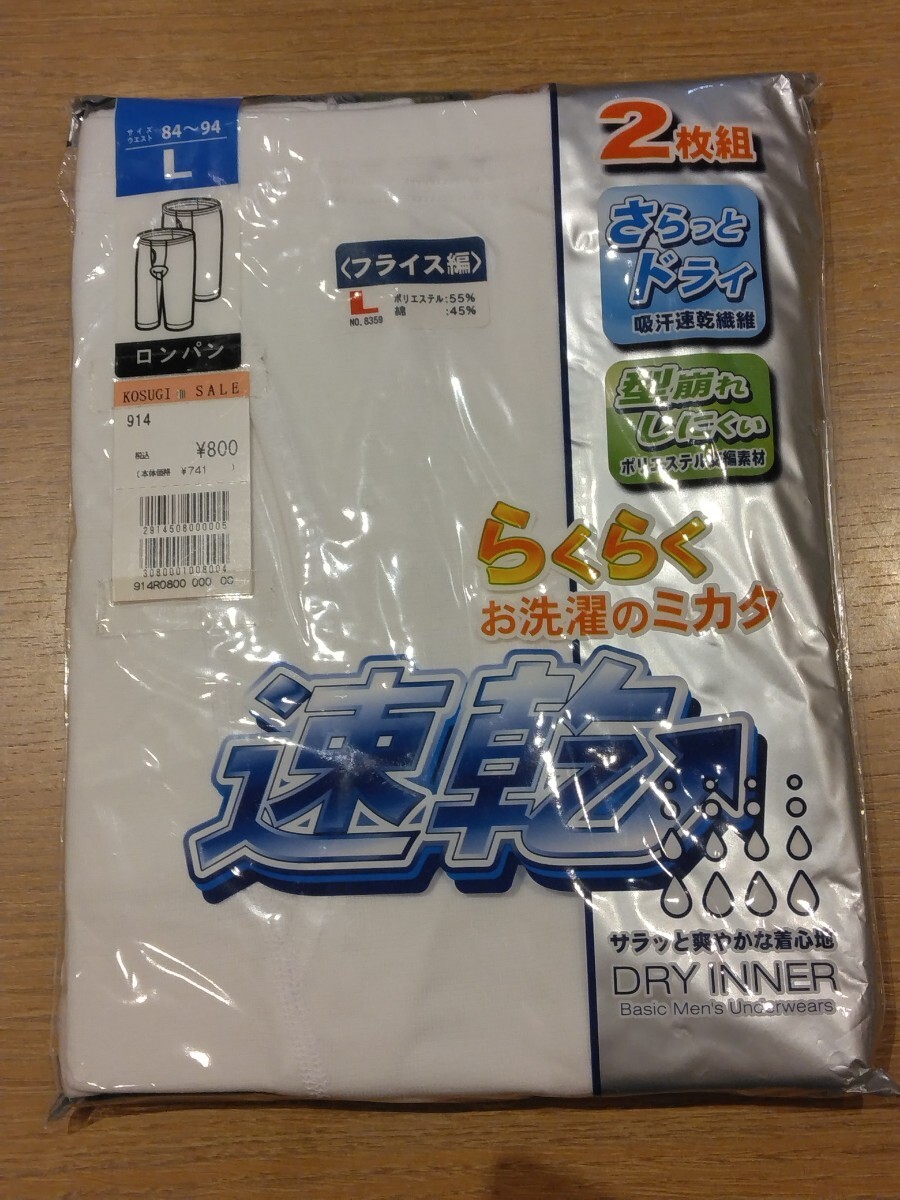 サイズ
ウエスト 84〜94
L
ロンパン
KOSUGI SALE
914
税込 ¥800
(本体価格 ¥741 )
2914508000005
3080001008004
914R0800 000 00
〈フライス編〉
L
NO.8359
ポリエステル:55%
綿 :45%
2枚組
さらっと
ドライ
吸汗速乾繊維
型崩れ
しにくい
らくらく
お洗濯のミカタ
速乾
サラッと爽やかな着心地
DRY INNER
Basic Men's Underwears